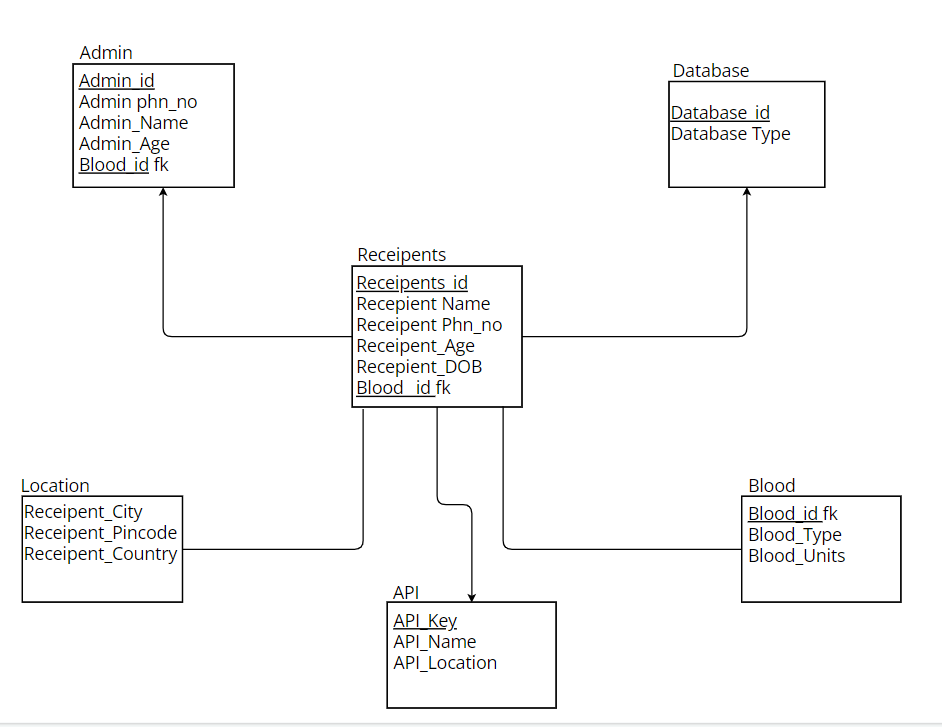 Admin
Admin_id
Admin phn_no
Admin_Name
Admin_Age
Blood_id fk
Database
Database_id
Database Type
Receipents
Receipents_id
Recepient Name
Receipent Phn_no
Receipent_Age
Recepient_DOB
Blood _id fk
Location
Receipent_City
Receipent_Pincode
Receipent_Country
Blood
Blood_id fk
Blood_Type
Blood_Units
API
API_Key
API_Name
API_Location